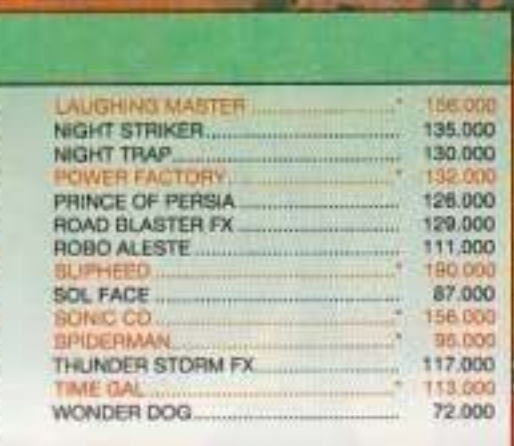 LAUGHING MASTER ..... * 156.000
NIGHT STRIKER ..... 135.000
NIGHT TRAP ..... 130.000
POWER FACTORY ..... * 132.000
PRINCE OF PERSIA ..... 126.000
ROAD BLASTER FX ..... 129.000
ROBO ALESTE ..... 111.000
SLIPHEED ..... * 190.000
SOL FACE ..... 87.000
SONIC CD ..... * 156.000
SPIDERMAN ..... * 95.000
THUNDER STORM FX ..... 117.000
TIME GAL ..... * 113.000
WONDER DOG ..... 72.000